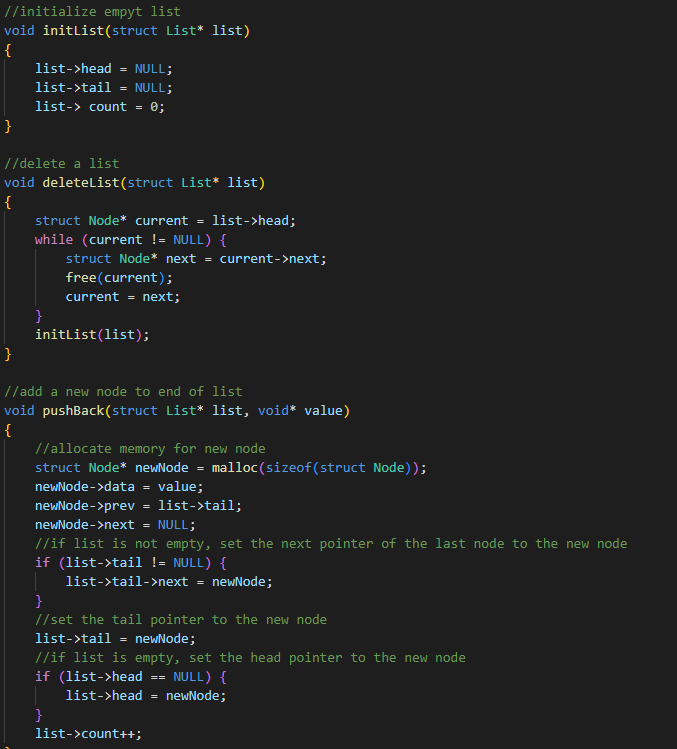 //initialize empyt list
void initList(struct List* list)
{
    list->head = NULL;
    list->tail = NULL;
    list-> count = 0;
}

//delete a list
void deleteList(struct List* list)
{
    struct Node* current = list->head;
    while (current != NULL) {
        struct Node* next = current->next;
        free(current);
        current = next;
    }
    initList(list);
}

//add a new node to end of list
void pushBack(struct List* list, void* value)
{
    //allocate memory for new node
    struct Node* newNode = malloc(sizeof(struct Node));
    newNode->data = value;
    newNode->prev = list->tail;
    newNode->next = NULL;
    //if list is not empty, set the next pointer of the last node to the new node
    if (list->tail != NULL) {
        list->tail->next = newNode;
    }
    //set the tail pointer to the new node
    list->tail = newNode;
    //if list is empty, set the head pointer to the new node
    if (list->head == NULL) {
        list->head = newNode;
    }
    list->count++;